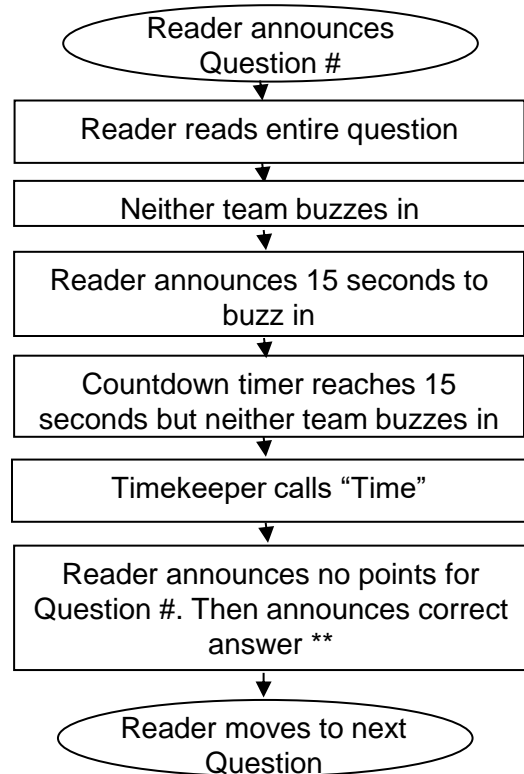 Reader announces
Question #
Reader reads entire question
Neither team buzzes in
Reader announces 15 seconds to
buzz in
Countdown timer reaches 15
seconds but neither team buzzes in
Timekeeper calls “Time”
Reader announces no points for
Question #. Then announces correct
answer **
Reader moves to next
Question